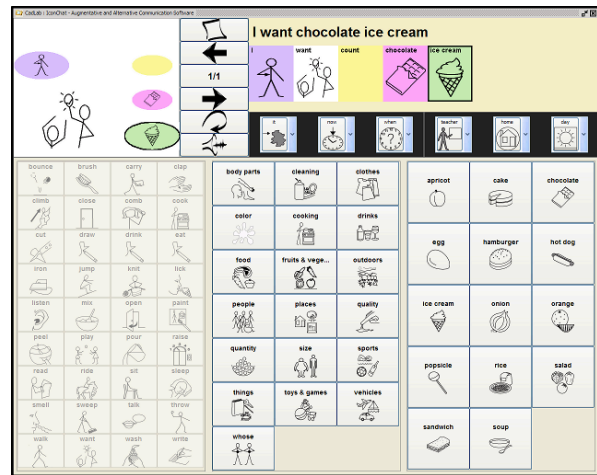 CadLab : IconChat - Augmentative and Alternative Communication Software
I want chocolate ice cream
I want count chocolate ice cream
1/1
it now when teacher home day
bounce brush carry clap
climb close comb cook
cut draw drink eat
iron jump knit lick
listen mix open paint
peel play pour raise
read ride sit sleep
smell sweep talk throw
walk want wash write
body parts cleaning clothes
color cooking drinks
food fruits & vege... outdoors
people places quality
quantity size sports
things toys & games vehicles
whose
apricot cake chocolate
egg hamburger hot dog
ice cream onion orange
popsicle rice salad
sandwich soup